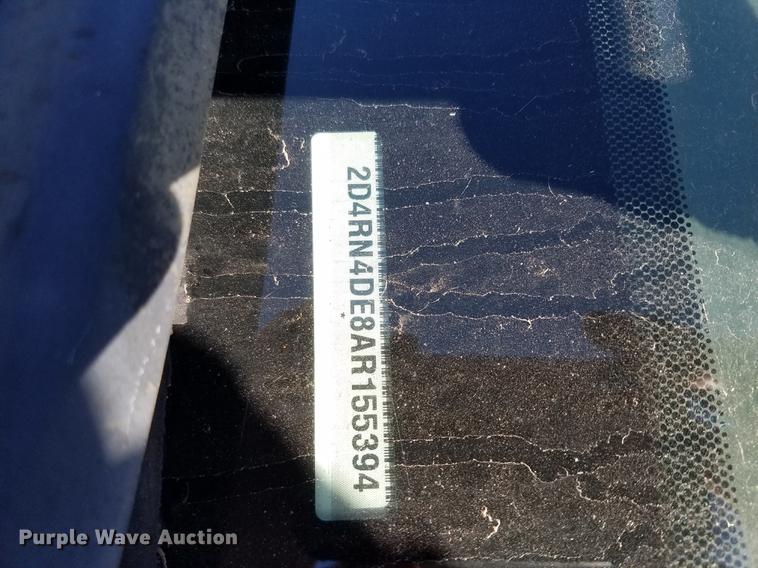 2D4RN4DE8AR155394
*
Purple Wave Auction